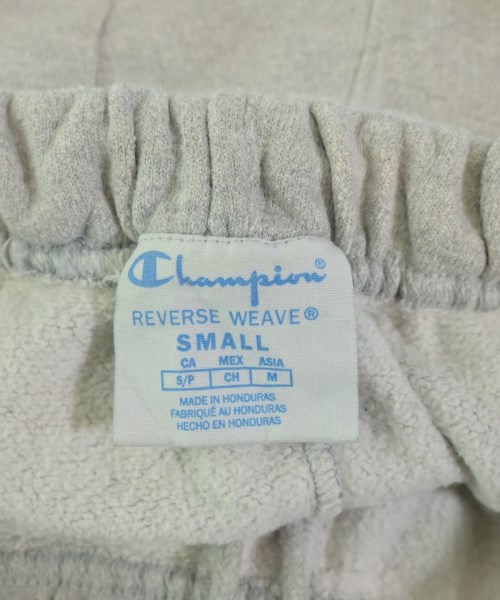 Champion®
REVERSE WEAVE®
SMALL
CA MEX ASIA
S/P CH M
MADE IN HONDURAS
FABRIQUÉ AU HONDURAS
HECHO EN HONDURAS